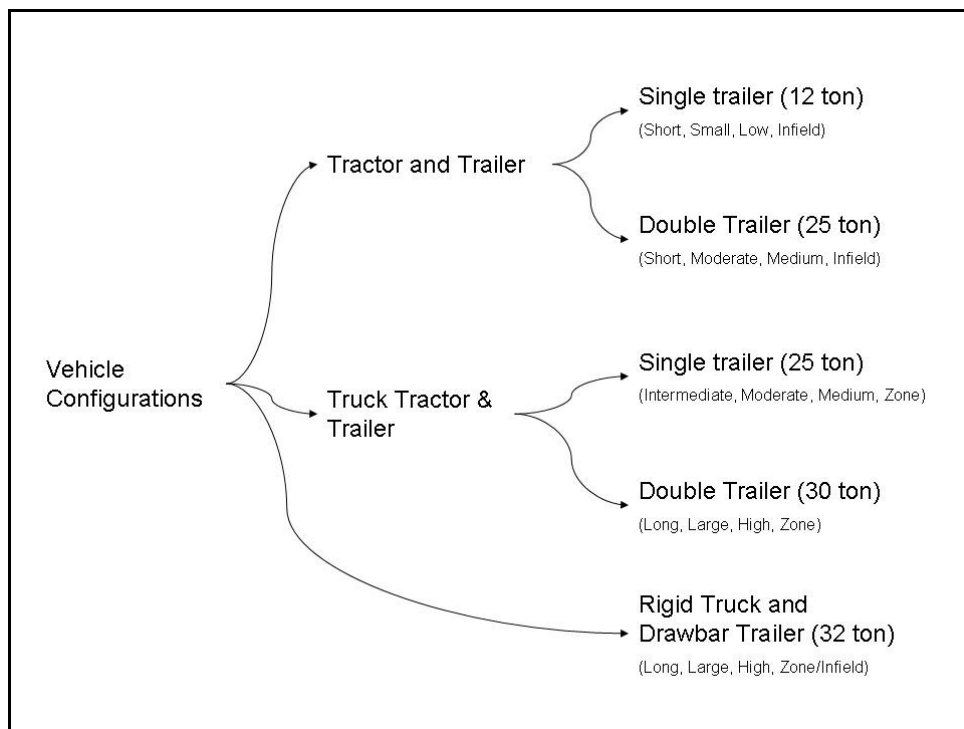 Single trailer (12 ton)
(Short, Small, Low, Infield)
Tractor and Trailer
Double Trailer (25 ton)
(Short, Moderate, Medium, Infield)
Vehicle
Configurations
Single trailer (25 ton)
(Intermediate, Moderate, Medium, Zone)
Truck Tractor &
Trailer
Double Trailer (30 ton)
(Long, Large, High, Zone)
Rigid Truck and
Drawbar Trailer (32 ton)
(Long, Large, High, Zone/Infield)